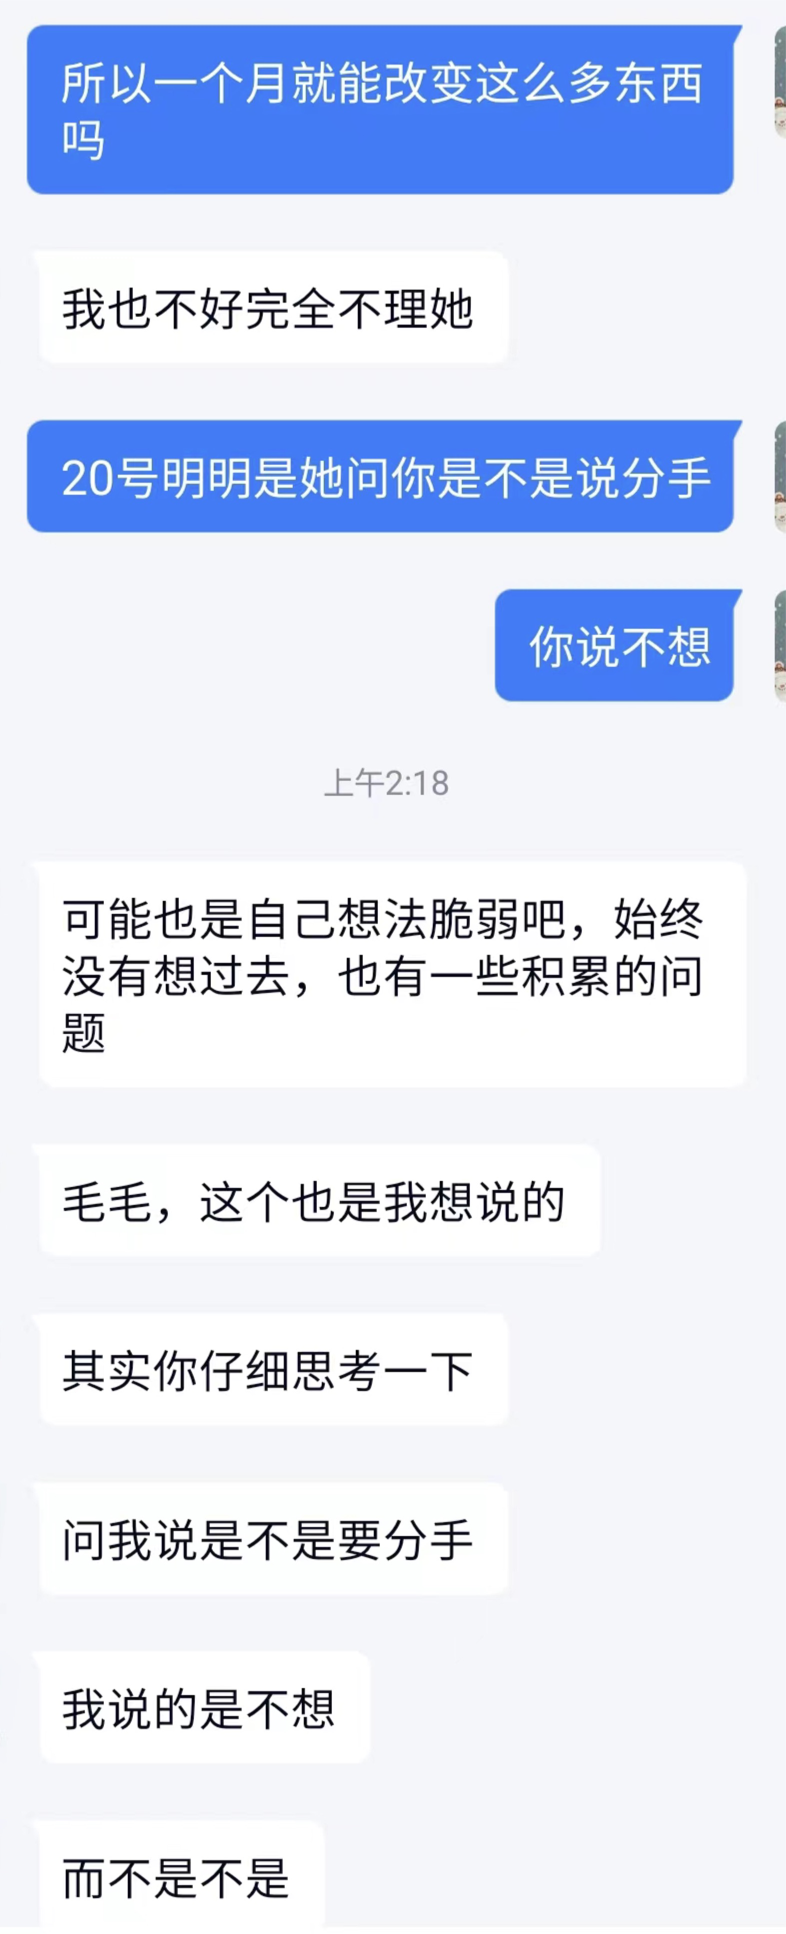 所以一个月就能改变这么多东西
吗
我也不好完全不理她
20号明明是她问你是不是说分手
你说不想
上午2:18
可能也是自己想法脆弱吧，始终
没有想过去，也有一些积累的问
题
毛毛，这个也是我想说的
其实你仔细思考一下
问我说是不是要分手
我说的是不想
而不是不是